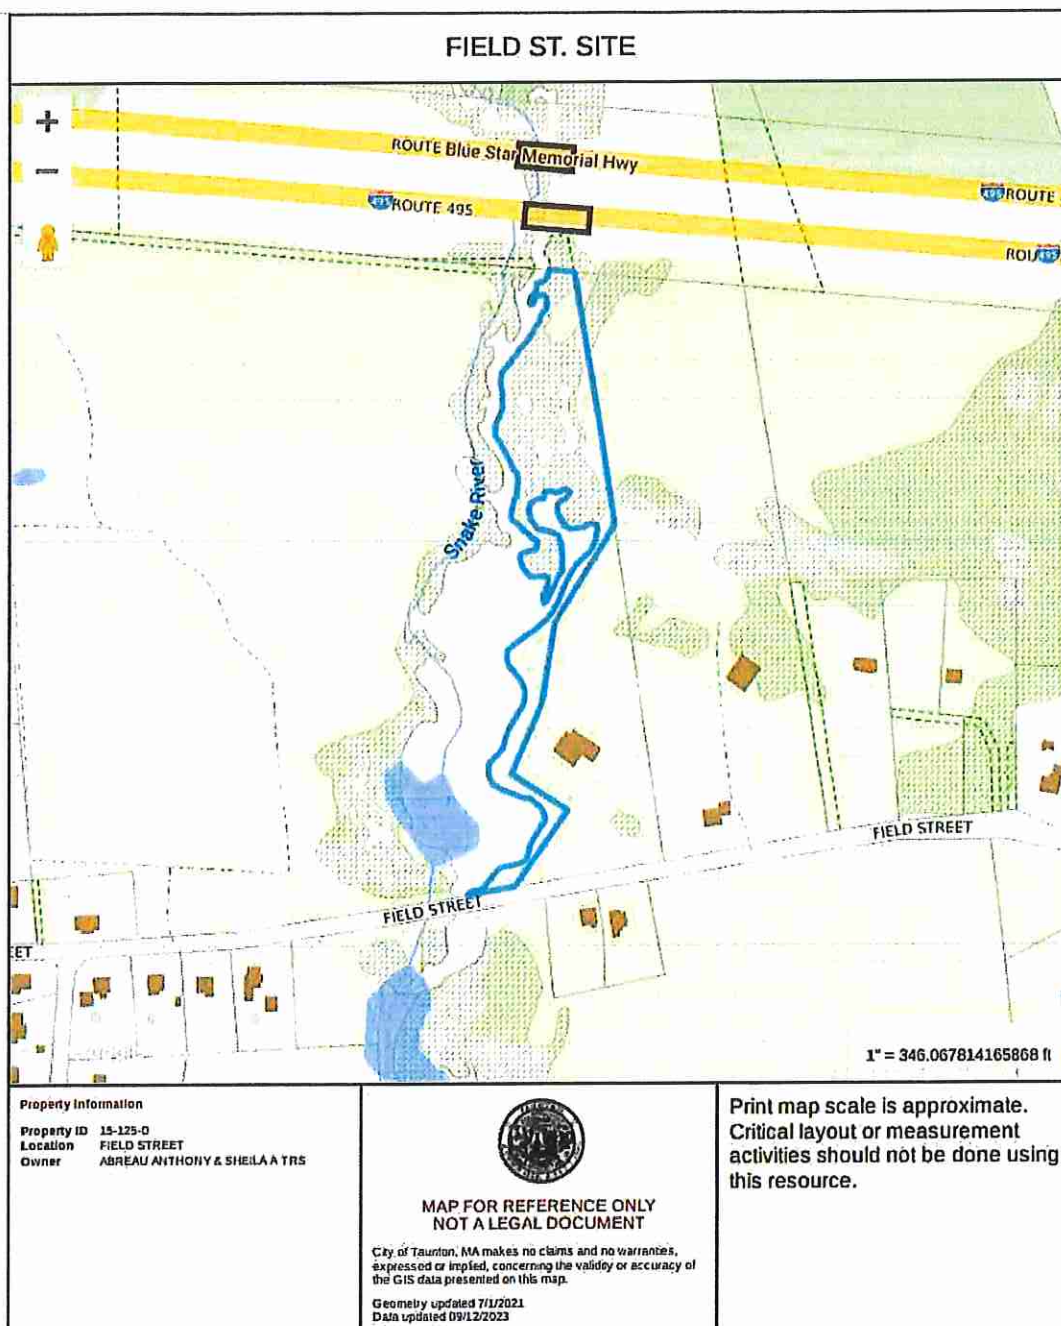 FIELD ST. SITE
+
ROUTE Blue Star Memorial Hwy
−
495 ROUTE
495 ROUTE 495
ROU 495
Snake River
FIELD STREET
FIELD STREET
EET
1" = 346.067814165868 ft
Property Information
Property ID 15-125-0
Location FIELD STREET
Owner ABREAU ANTHONY & SHEILA A TRS
MAP FOR REFERENCE ONLY
NOT A LEGAL DOCUMENT
City of Taunton, MA makes no claims and no warranties,
expressed or implied, concerning the validity or accuracy of
the GIS data presented on this map.
Geometry updated 7/1/2021
Data updated 09/12/2023
Print map scale is approximate.
Critical layout or measurement
activities should not be done using
this resource.